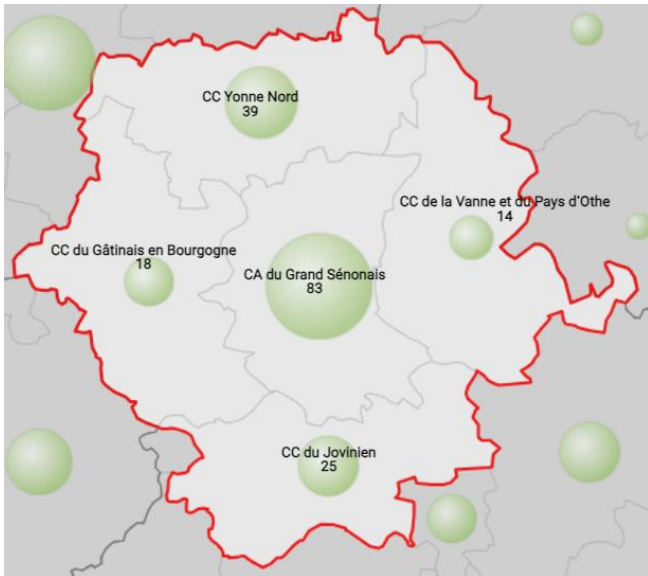 CC Yonne Nord
39
CC de la Vanne et du Pays d'Othe
14
CC du Gâtinais en Bourgogne
18
CA du Grand Sénonais
83
CC du Jovinien
25